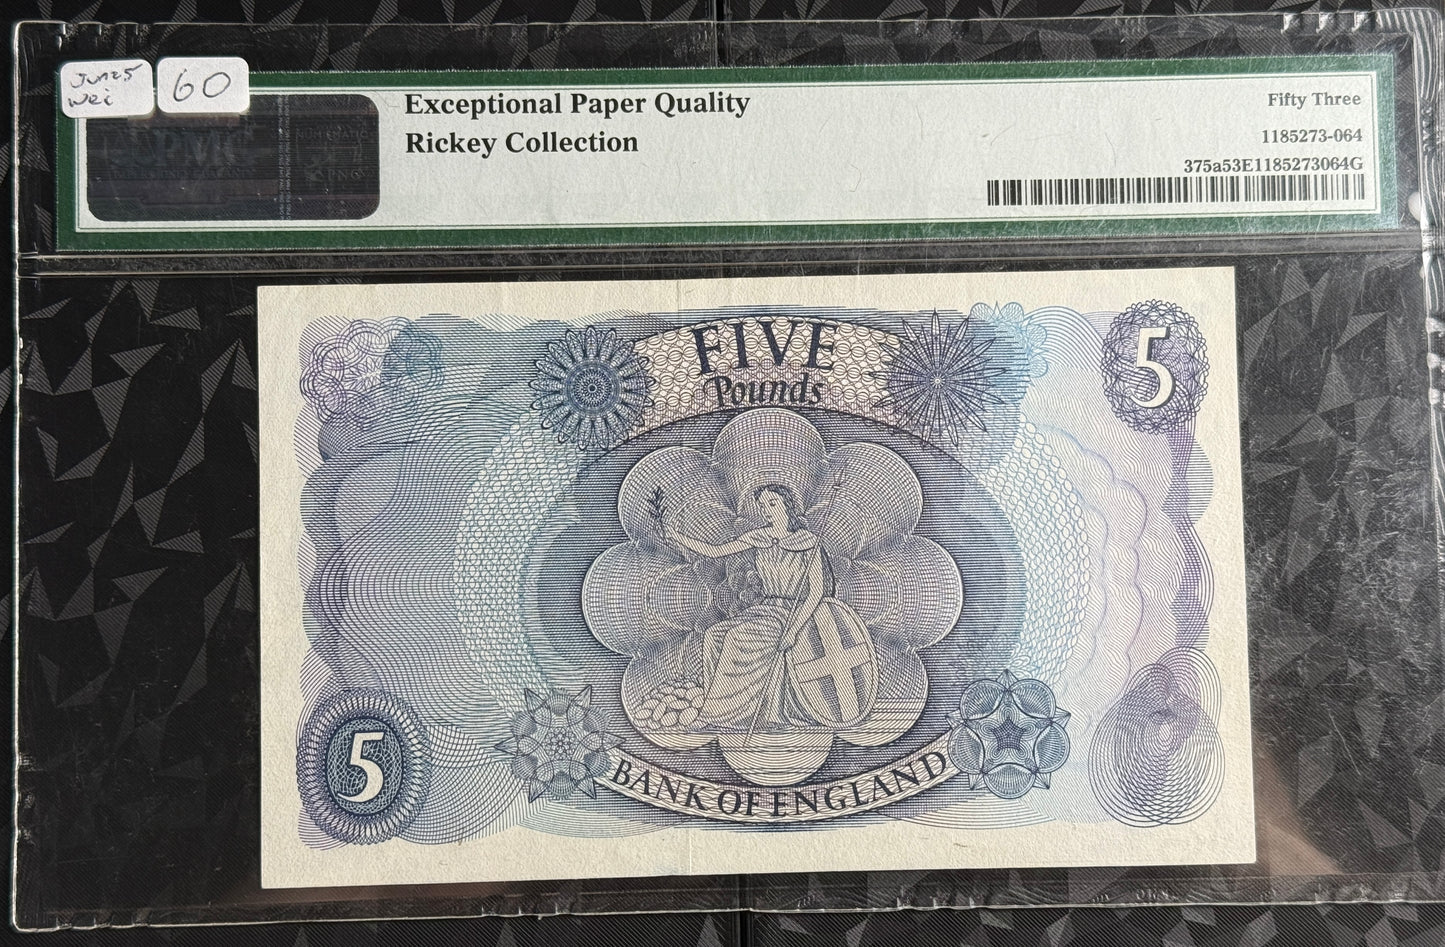 Jun25
Wei
60
Exceptional Paper Quality
Rickey Collection
Fifty Three
1185273-064
375a53E1185273064G
PMG
FIVE
Pounds
5
5
BANK OF ENGLAND